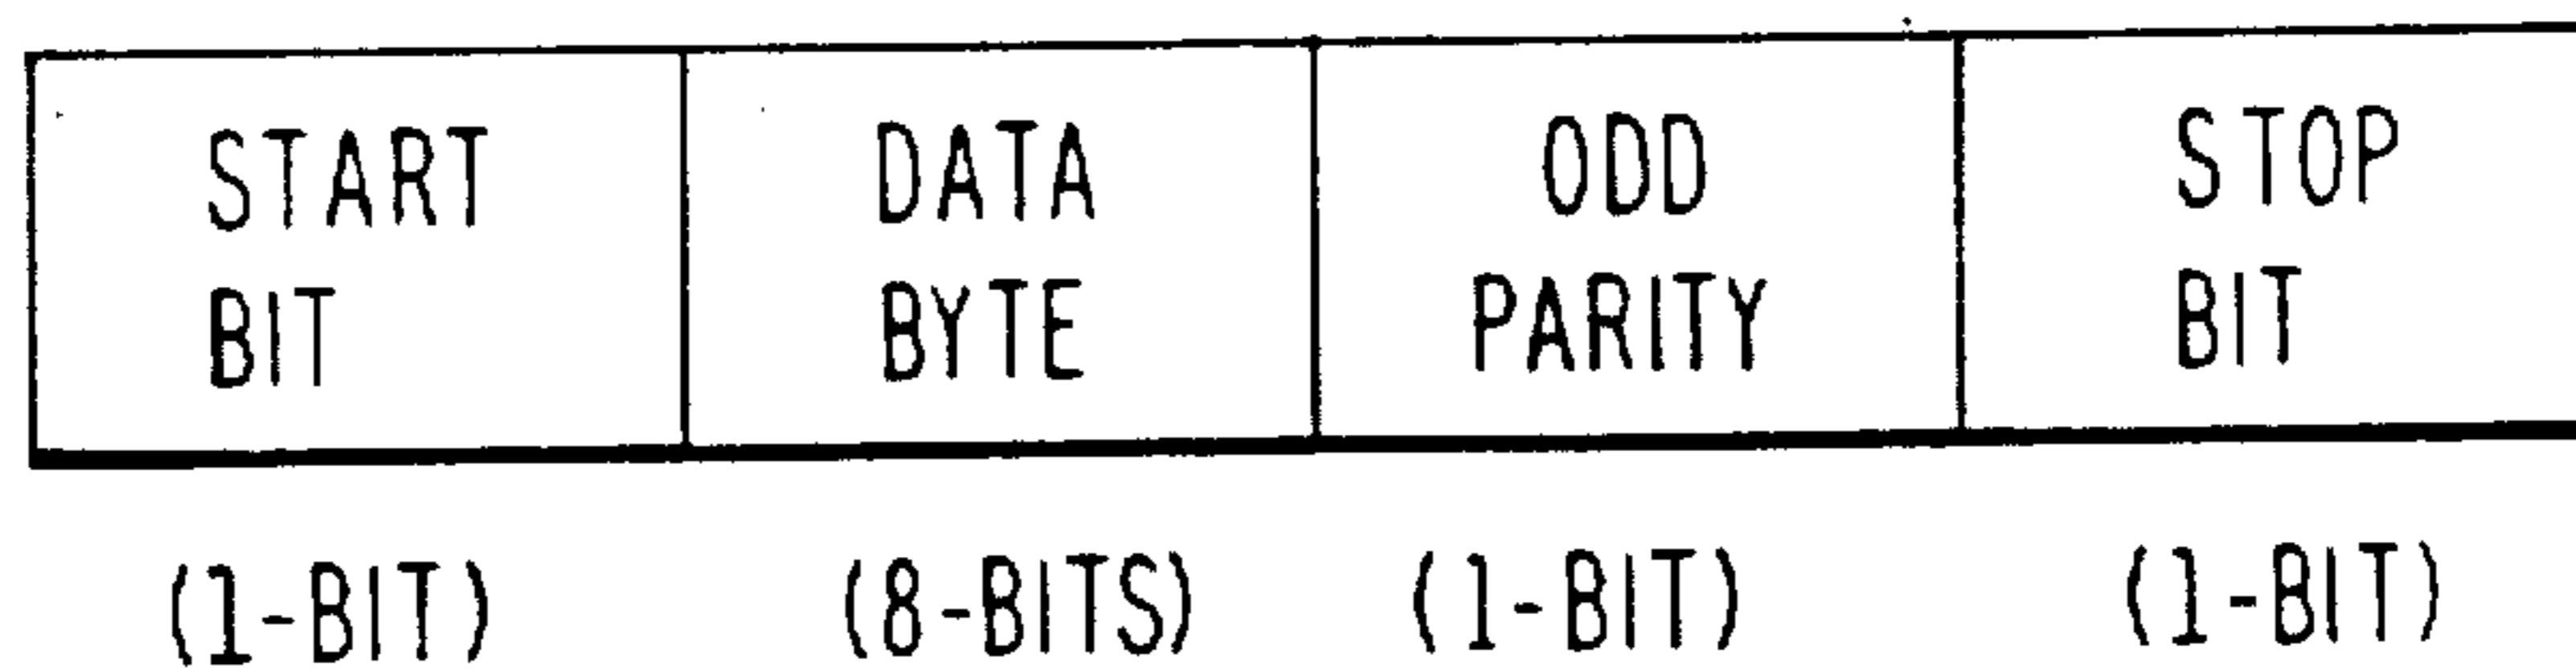 START
BIT
DATA
BYTE
ODD
PARITY
STOP
BIT
(1-BIT)
(8-BITS)
(1-BIT)
(1-BIT)